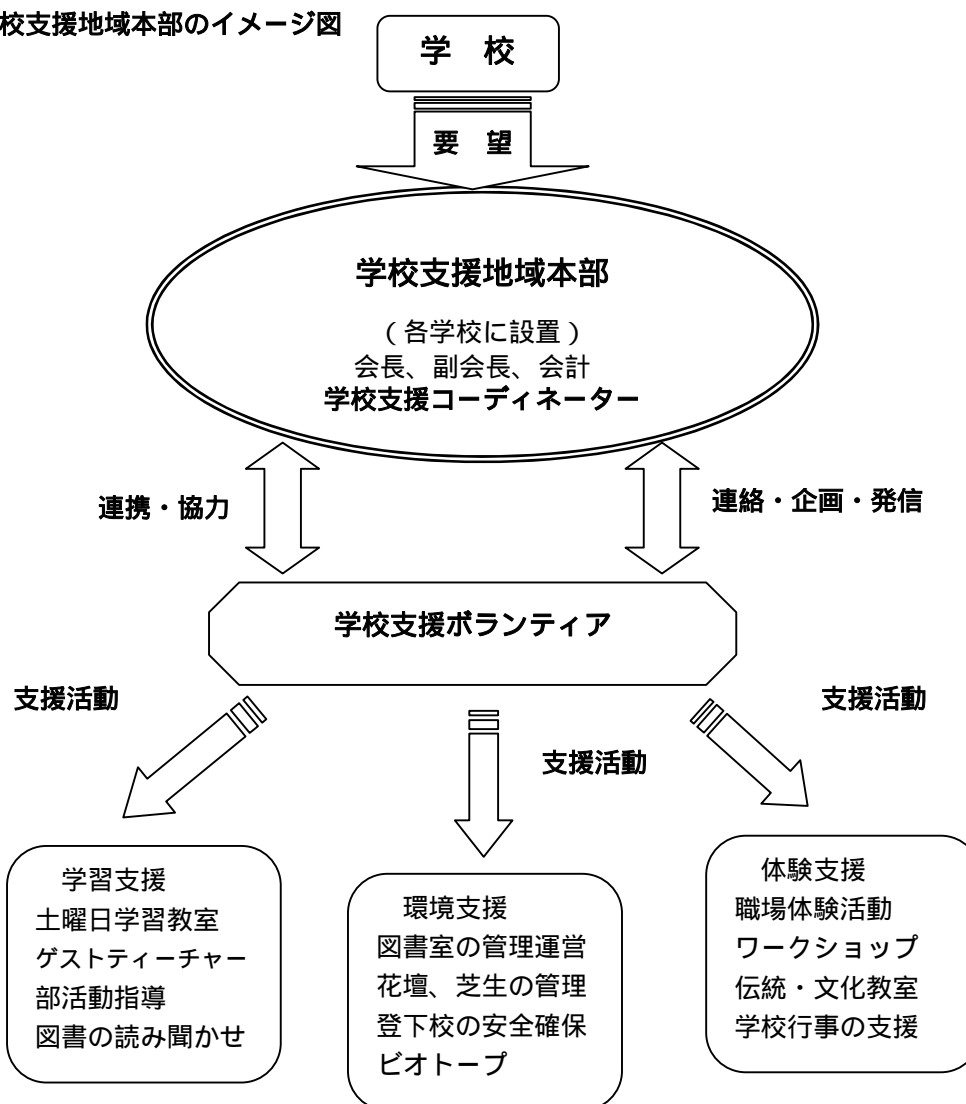 校支援地域本部のイメージ図
学 校
要 望
学校支援地域本部
（各学校に設置）
会長、副会長、会計
学校支援コーディネーター
連携・協力
連絡・企画・発信
学校支援ボランティア
支援活動
支援活動
支援活動
学習支援
土曜日学習教室
ゲストティーチャー
部活動指導
図書の読み聞かせ
環境支援
図書室の管理運営
花壇、芝生の管理
登下校の安全確保
ビオトープ
体験支援
職場体験活動
ワークショップ
伝統・文化教室
学校行事の支援